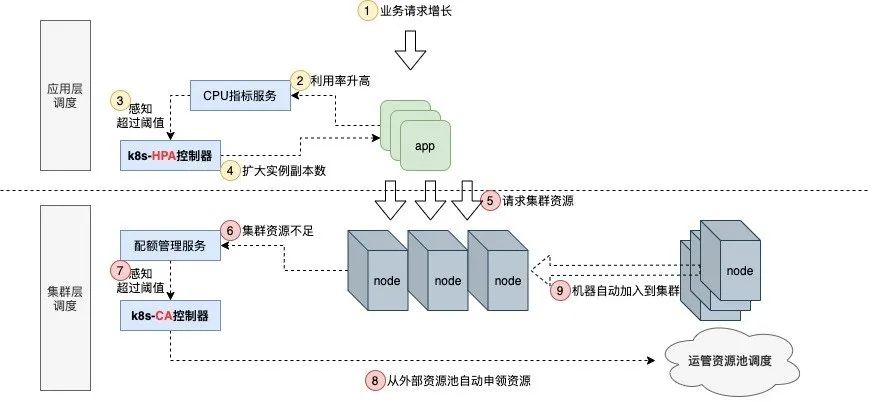 1 业务请求增长
应用层
调度
2 利用率升高
CPU指标服务
3 感知
超过阈值
k8s-HPA控制器
4 扩大实例副本数
app
5 请求集群资源
集群层
调度
6 集群资源不足
配额管理服务
7 感知
超过阈值
k8s-CA控制器
node
node
node
node
9 机器自动加入到集群
运管资源池调度
8 从外部资源池自动申领资源